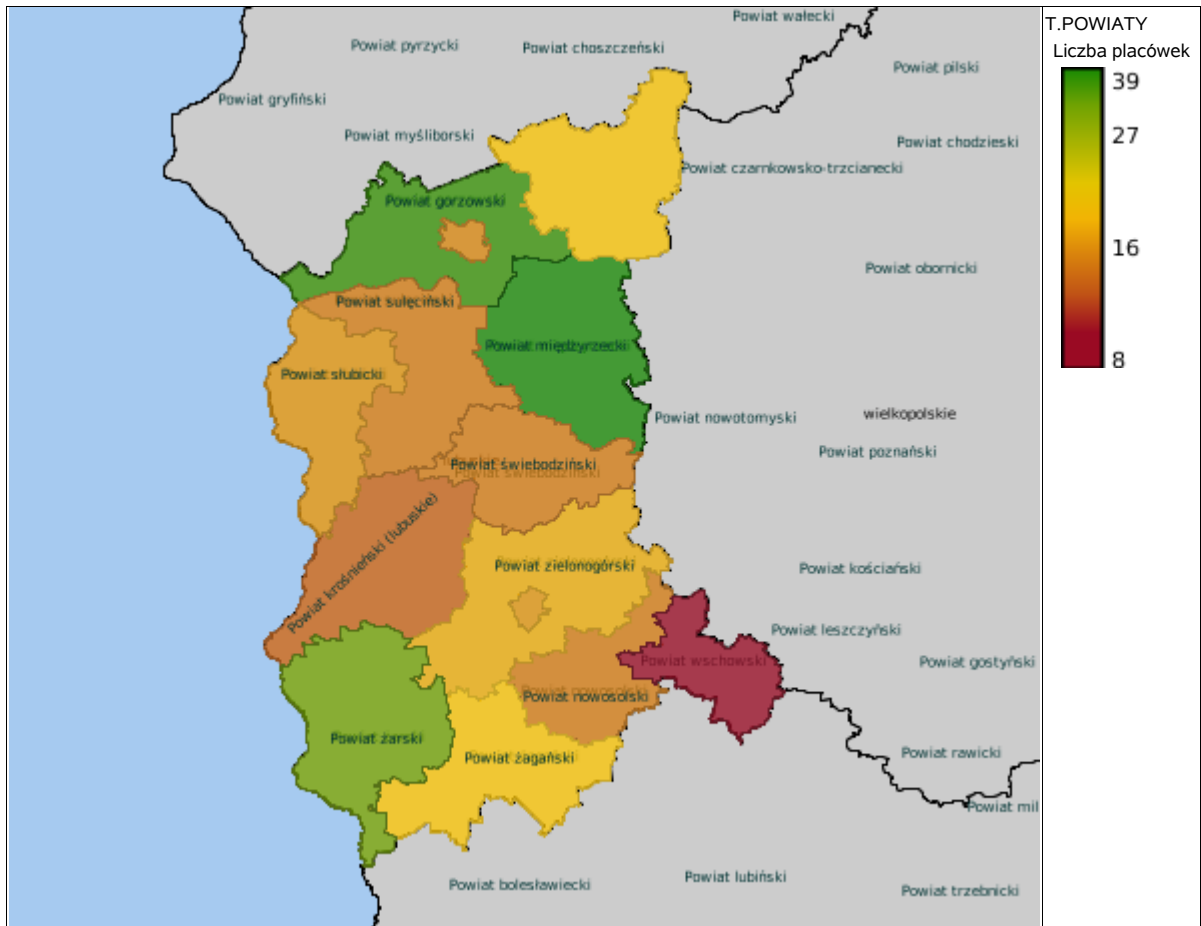 Powiat wałecki
T.POWIATY
Powiat pyrzycki
Powiat choszczeński
Liczba placówek
Powiat pilski
39
Powiat gryfiński
Powiat myśliborski
27
Powiat chodzieski
Powiat czarnkowsko-trzcianecki
Powiat gorzowski
16
Powiat obornicki
Powiat sulęciński
Powiat międzyrzecki
8
Powiat słubicki
Powiat nowotomyski
wielkopolskie
Powiat poznański
Powiat świebodziński
Powiat świebodziński
Powiat krośnieński (lubuskie)
Powiat zielonogórski
Powiat kościański
Powiat leszczyński
Powiat wschowski
Powiat gostyński
Powiat nowosolski
Powiat żarski
Powiat żagański
Powiat rawicki
Powiat mil
Powiat bolesławiecki
Powiat lubiński
Powiat trzebnicki